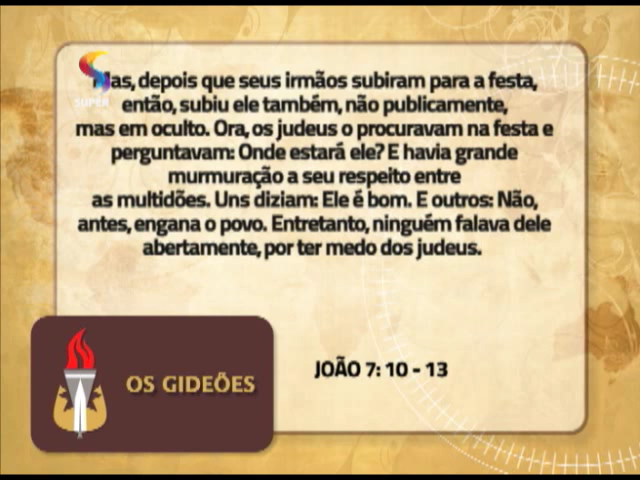 Mas, depois que seus irmãos subiram para a festa,
então, subiu ele também, não publicamente,
mas em oculto. Ora, os judeus o procuravam na festa e
perguntavam: Onde estará ele? E havia grande
murmuração a seu respeito entre
as multidões. Uns diziam: Ele é bom. E outros: Não,
antes, engana o povo. Entretanto, ninguém falava dele
abertamente, por ter medo dos judeus.
SUPER
OS GIDEÕES
JOÃO 7: 10 - 13